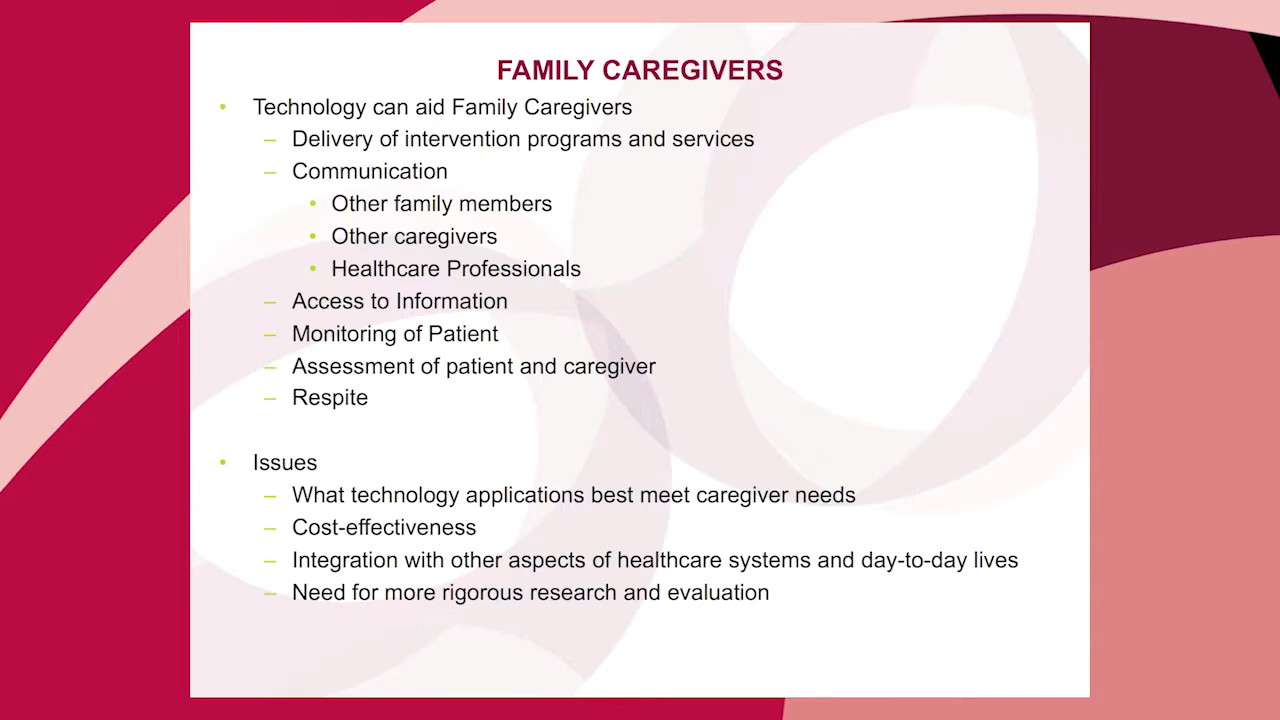 FAMILY CAREGIVERS
• Technology can aid Family Caregivers
– Delivery of intervention programs and services
– Communication
• Other family members
• Other caregivers
• Healthcare Professionals
– Access to Information
– Monitoring of Patient
– Assessment of patient and caregiver
– Respite
• Issues
– What technology applications best meet caregiver needs
– Cost-effectiveness
– Integration with other aspects of healthcare systems and day-to-day lives
– Need for more rigorous research and evaluation